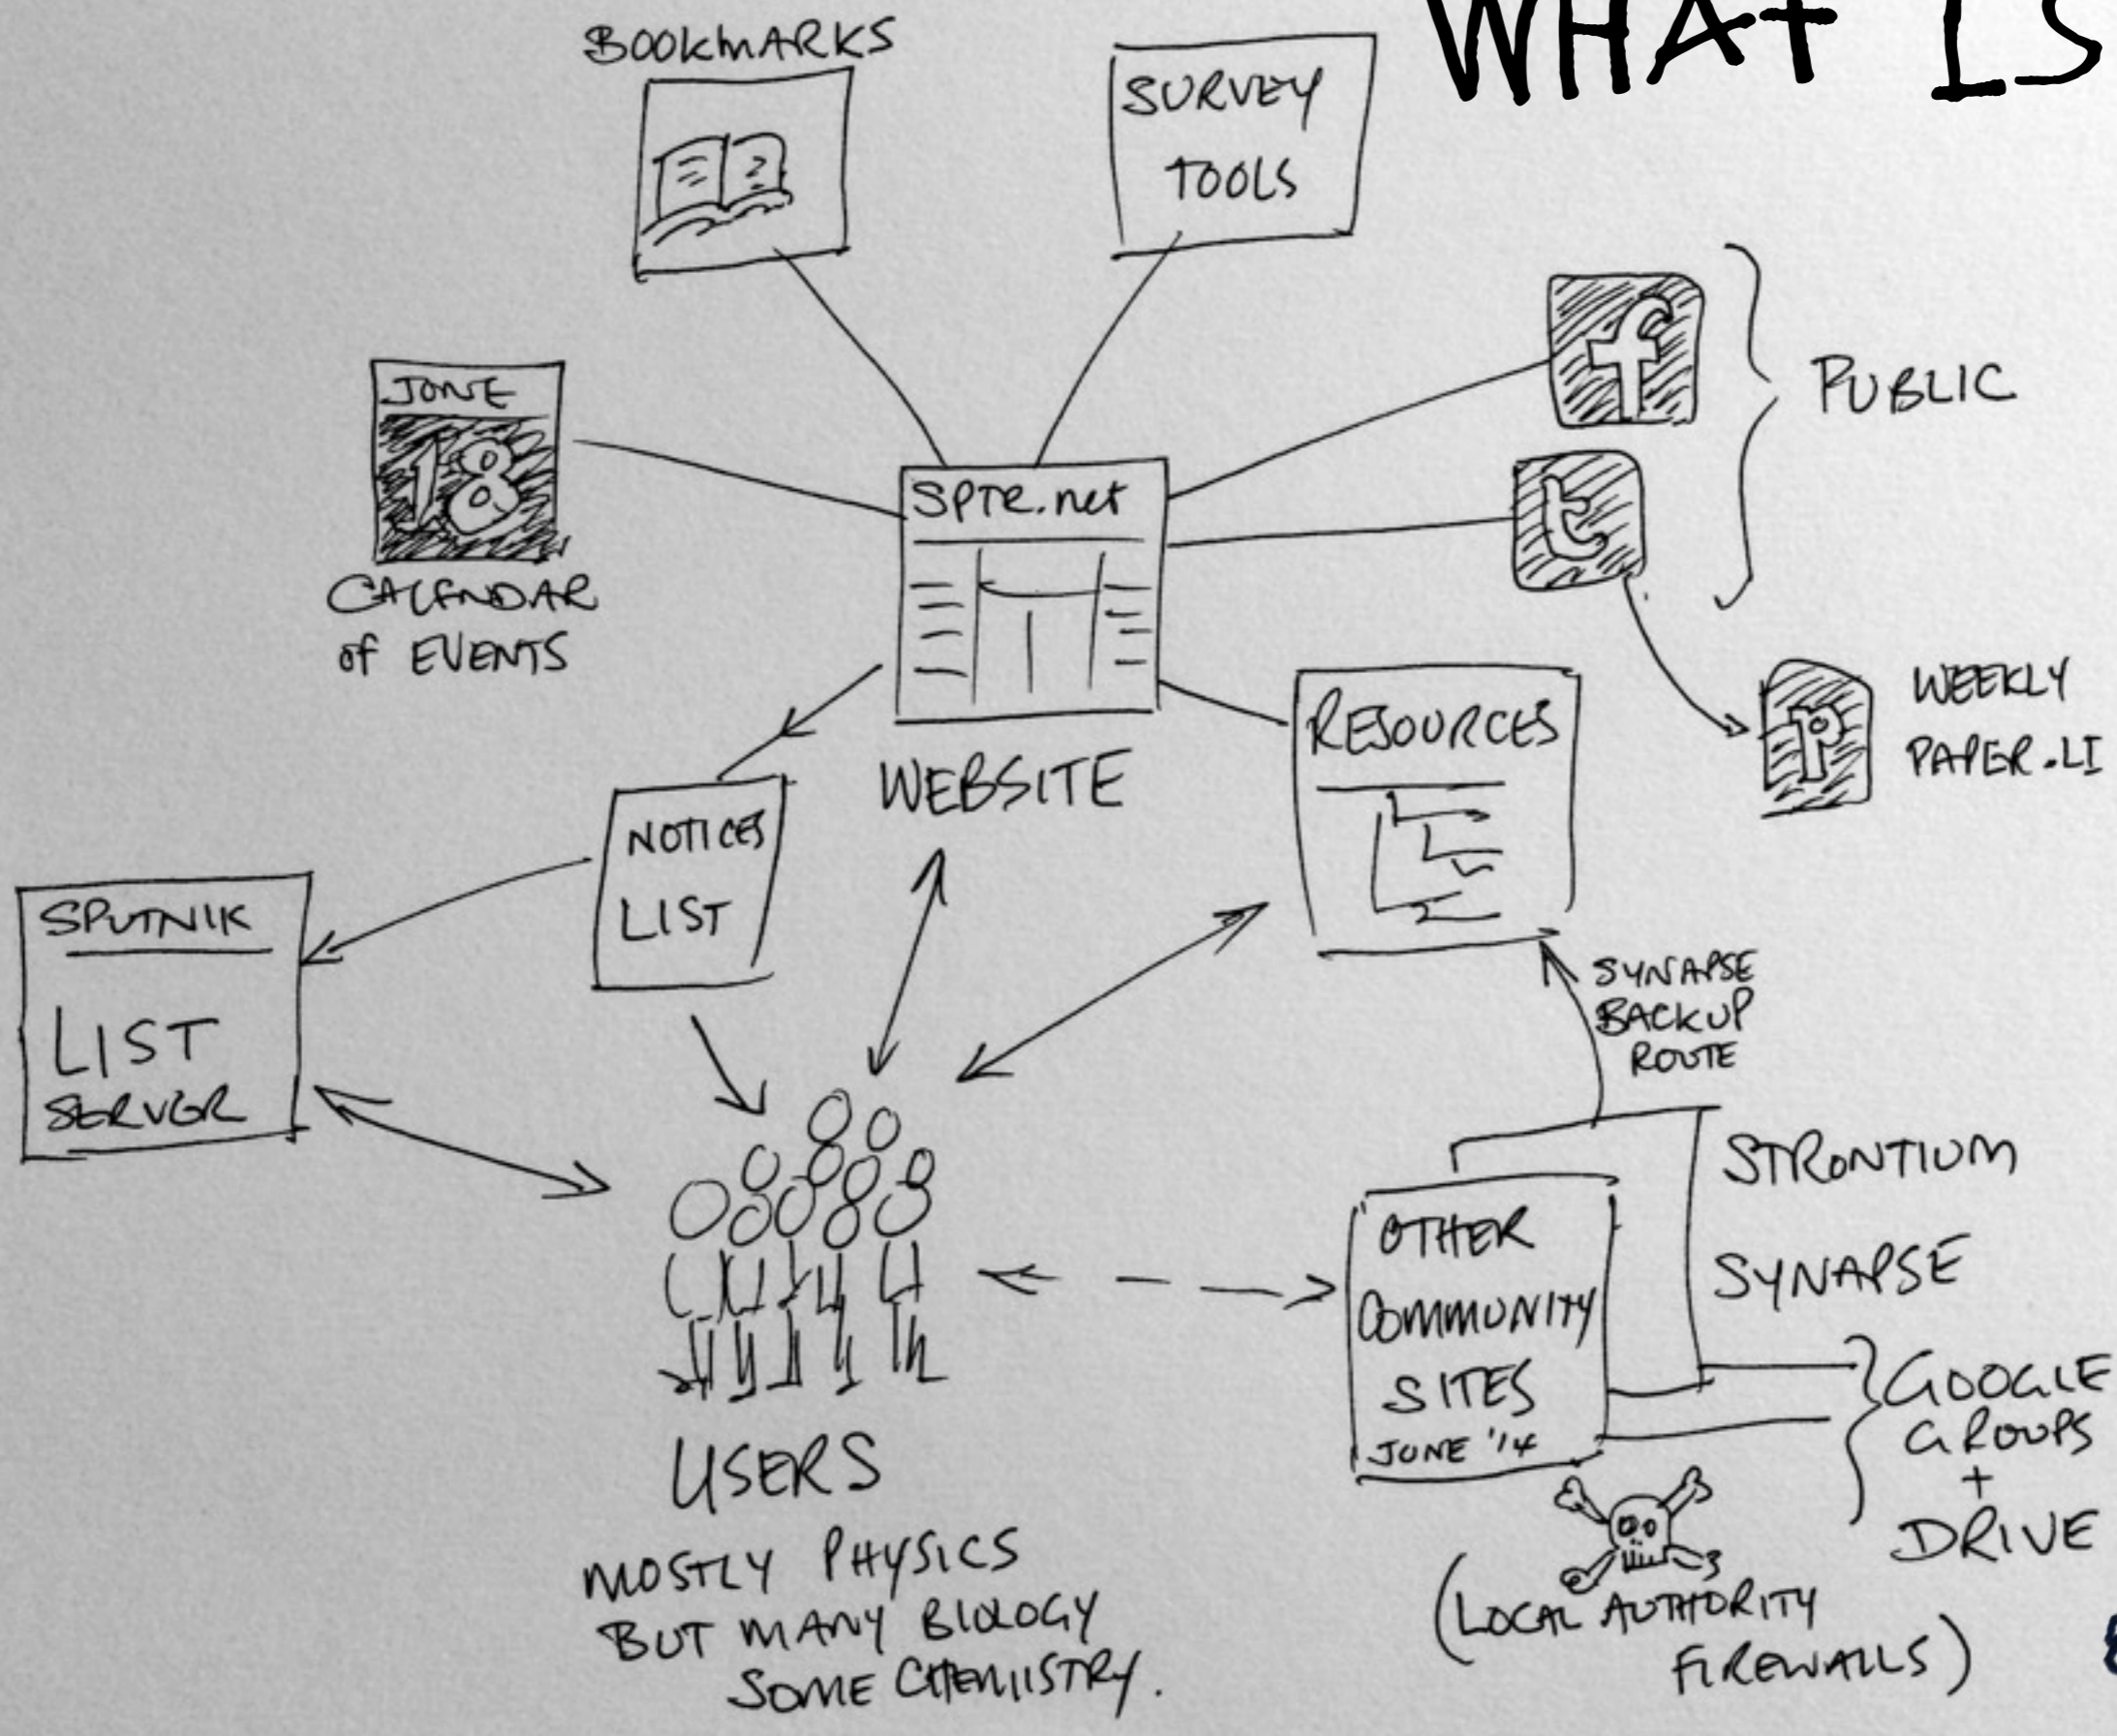 WHAT IS
BOOKMARKS
SURVEY
TOOLS
f
PUBLIC
JUNE
18
CALENDAR
of EVENTS
SPTR.net
t
WEBSITE
RESOURCES
P
WEEKLY
PAPER.LI
NOTICES
LIST
SPUTNIK
LIST
SERVER
SYNAPSE
BACKUP
ROUTE
STRONTIUM
SYNAPSE
OTHER
COMMUNITY
SITES
JUNE '14
GOOGLE
GROUPS
+
DRIVE
USERS
MOSTLY PHYSICS
BUT MANY BIOLOGY
SOME CHEMISTRY.
(LOCAL AUTHORITY
FIREWALLS)